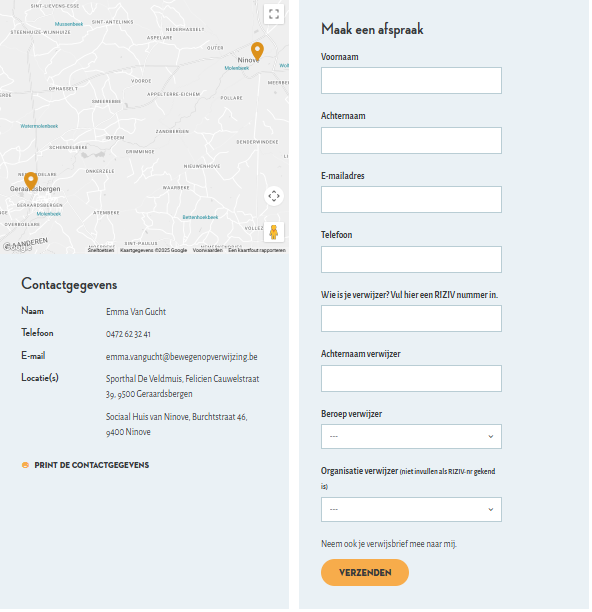 SINT-LIEVENS-ESSE
Mussenbeek
SINT-ANTELINKS
STEENHUIZE-WIJNHUIZE
NEDERHASSELT
ASPELARE
OUTER
Ninove
Molenbeek
VOORDE
OPHASSELT
APPELTERRE-EICHEM
SMEEREBBE
POLLARE
Watermolenbeek
ZANDBERGEN
IDEGEM
DENDERWINDEKE
SCHENDELBEKE
GRIMMINGE
NIEUWENHOVE
ONKERZELE
Geraardsbergen
WAARBEKE
GERAARDSBERGEN
Molenbeek
ATEMBEKE
Bettenhoekbeek
OVERBOELARE
SINT-PAULUS
Google
Sneltoetsen Kaartgegevens ©2025 Google Voorwaarden Een kaartfout rapporteren
Contactgegevens
Naam Emma Van Gucht
Telefoon 0472 62 32 41
E-mail emma.vangucht@bewegenopverwijzing.be
Locatie(s) Sporthal De Veldmuis, Felicien Cauwelstraat
39, 9500 Geraardsbergen
Sociaal Huis van Ninove, Burchtstraat 46,
9400 Ninove
PRINT DE CONTACTGEGEVENS
Maak een afspraak
Voornaam
Achternaam
E-mailadres
Telefoon
Wie is je verwijzer? Vul hier een RIZIV nummer in.
Achternaam verwijzer
Beroep verwijzer
---
Organisatie verwijzer (niet invullen als RIZIV-nr gekend
is)
---
Neem ook je verwijsbrief mee naar mij.
VERZENDEN